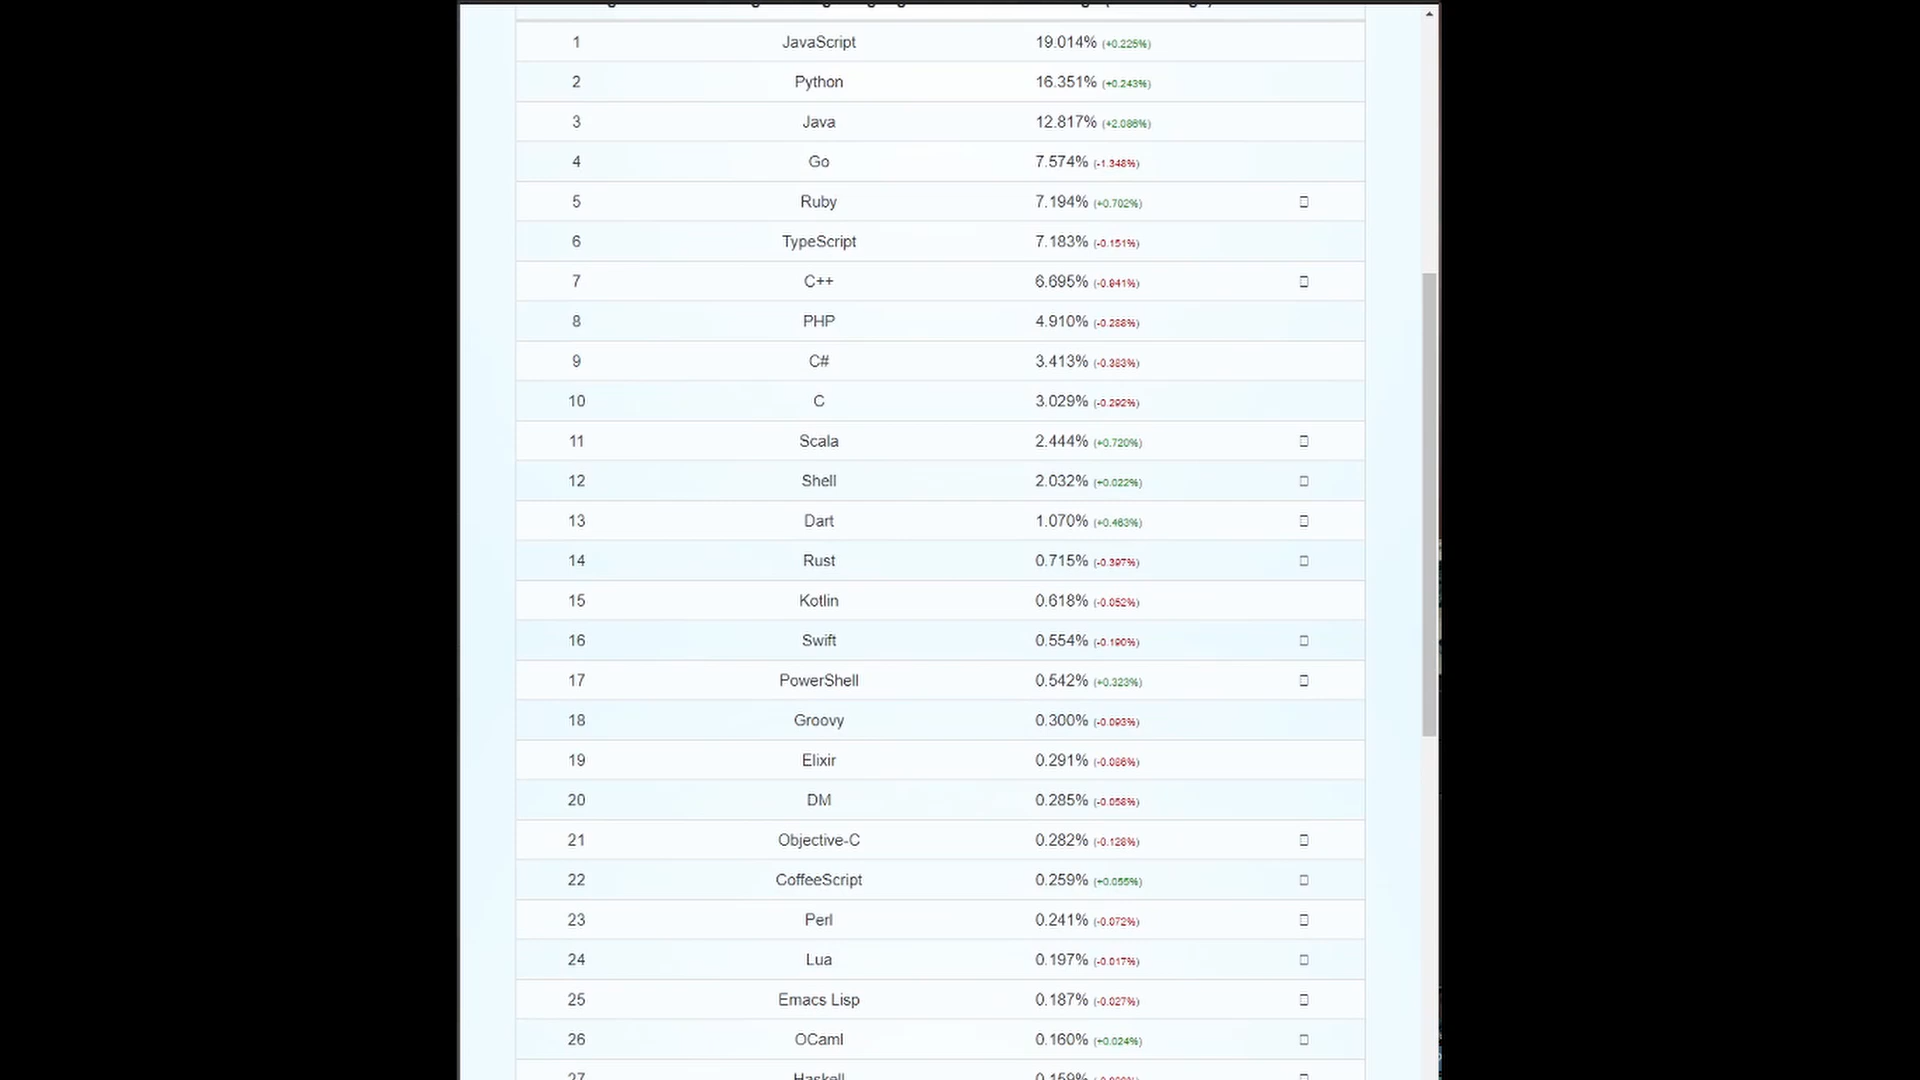 1 JavaScript 19.014% (+0.225%)
2 Python 16.351% (+0.243%)
3 Java 12.817% (+2.086%)
4 Go 7.574% (-1.348%)
5 Ruby 7.194% (+0.702%)
6 TypeScript 7.183% (-0.151%)
7 C++ 6.695% (-0.941%)
8 PHP 4.910% (-0.288%)
9 C# 3.413% (-0.383%)
10 C 3.029% (-0.292%)
11 Scala 2.444% (+0.720%)
12 Shell 2.032% (+0.022%)
13 Dart 1.070% (+0.463%)
14 Rust 0.715% (-0.397%)
15 Kotlin 0.618% (-0.052%)
16 Swift 0.554% (-0.190%)
17 PowerShell 0.542% (+0.323%)
18 Groovy 0.300% (-0.093%)
19 Elixir 0.291% (-0.086%)
20 DM 0.285% (-0.058%)
21 Objective-C 0.282% (-0.128%)
22 CoffeeScript 0.259% (+0.055%)
23 Perl 0.241% (-0.072%)
24 Lua 0.197% (-0.017%)
25 Emacs Lisp 0.187% (-0.027%)
26 OCaml 0.160% (+0.024%)
27 Haskell 0.159%